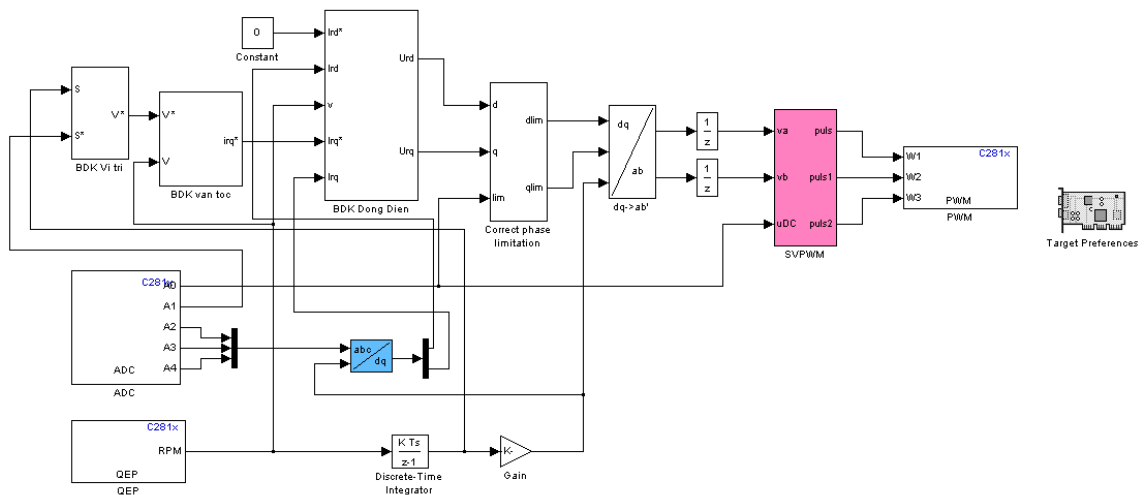 0
Constant
Ird*
Ird
v
Irq*
Irq
Urd
Urq
BDK Dong Dien
S
S*
V*
BDK Vi tri
V*
V
irq*
BDK van toc
d
q
lim
dlim
qlim
Correct phase
limitation
dq
ab
dq->ab'
1
z
1
z
va
vb
uDC
puls
puls1
puls2
SVPWM
C281x
W1
W2
W3
PWM
PWM
Target Preferences
C281x
A0
A1
A2
A3
A4
ADC
ADC
abc
dq
C281x
RPM
QEP
QEP
K Ts
z-1
Discrete-Time
Integrator
K-
Gain